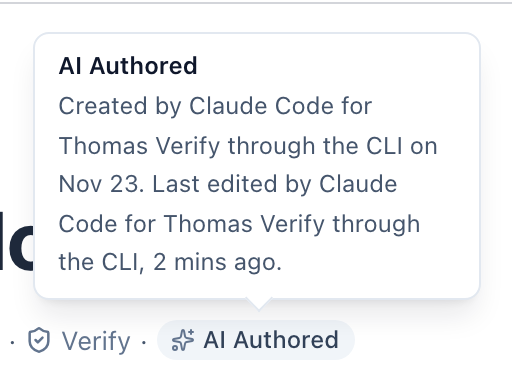 AI Authored
Created by Claude Code for
Thomas Verify through the CLI on
Nov 23. Last edited by Claude
Code for Thomas Verify through
the CLI, 2 mins ago.
· Verify · AI Authored